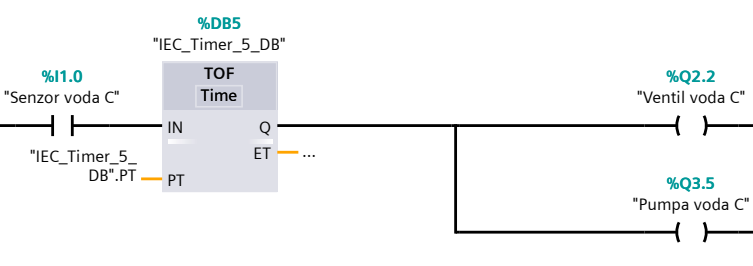 %DB5
"IEC_Timer_5_DB"
%I1.0
"Senzor voda C"
TOF
Time
%Q2.2
"Ventil voda C"
IN
Q
"IEC_Timer_5_
DB".PT
ET
...
PT
%Q3.5
"Pumpa voda C"